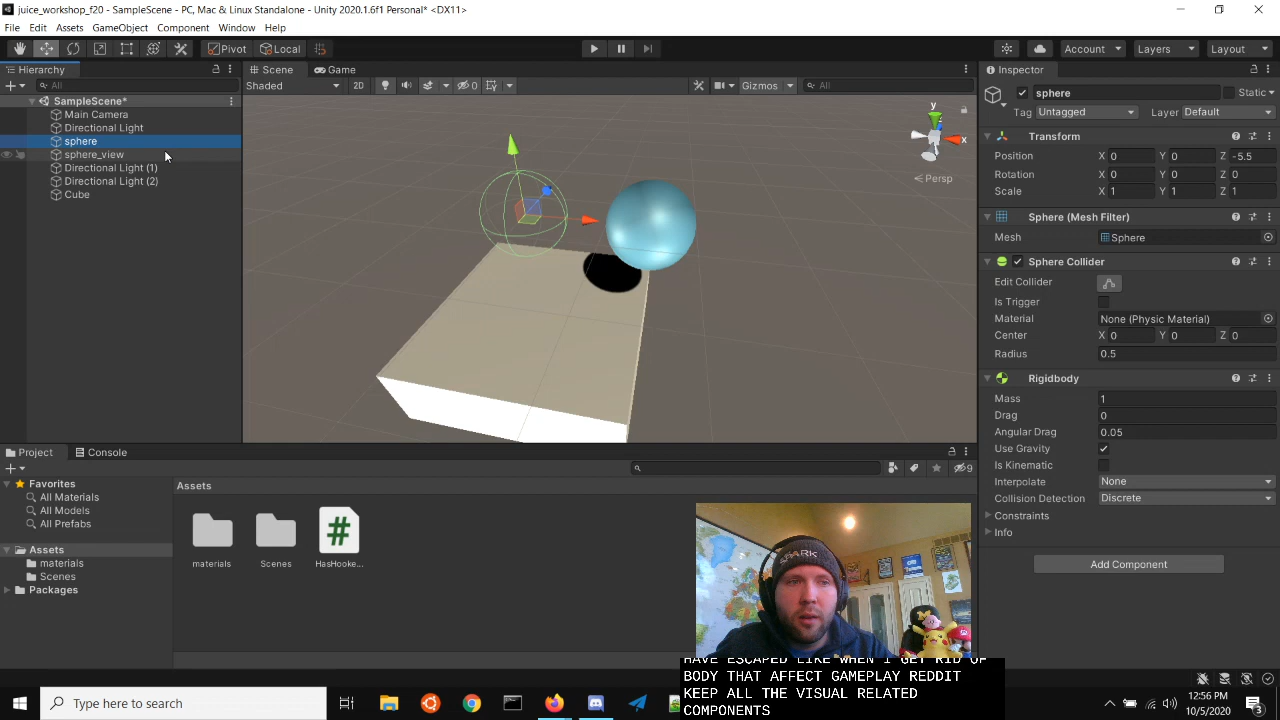 juice_workshop_f20 - SampleScene - PC, Mac & Linux Standalone - Unity 2020.1.6f1 Personal* <DX11>
File Edit Assets GameObject Component Window Help
Pivot Local Account Layers Layout
Hierarchy Scene Game Inspector
All Shaded 2D 0 Gizmos All sphere Static
SampleScene*
Tag Untagged Layer Default
Main Camera
Directional Light
sphere
sphere_view
Directional Light (1)
Directional Light (2)
Cube
y
x
Persp
Transform
Position X 0 Y 0 Z -5.5
Rotation X 0 Y 0 Z 0
Scale X 1 Y 1 Z 1
Sphere (Mesh Filter)
Mesh Sphere
Sphere Collider
Edit Collider
Is Trigger
Material None (Physic Material)
Center X 0 Y 0 Z 0
Radius 0.5
Rigidbody
Mass 1
Drag 0
Angular Drag 0.05
Use Gravity
Is Kinematic
Interpolate None
Collision Detection Discrete
Constraints
Info
Add Component
Project Console
9
Favorites
All Materials
All Models
All Prefabs
Assets
materials
Scenes
Packages
Assets
materials Scenes HasHooke...
PARK
HAVE ESCAPED LIKE WHEN I GET RID OF
BODY THAT AFFECT GAMEPLAY REDDIT
KEEP ALL THE VISUAL RELATED
COMPONENTS
Type here to search
12:56 PM
10/5/2020
3